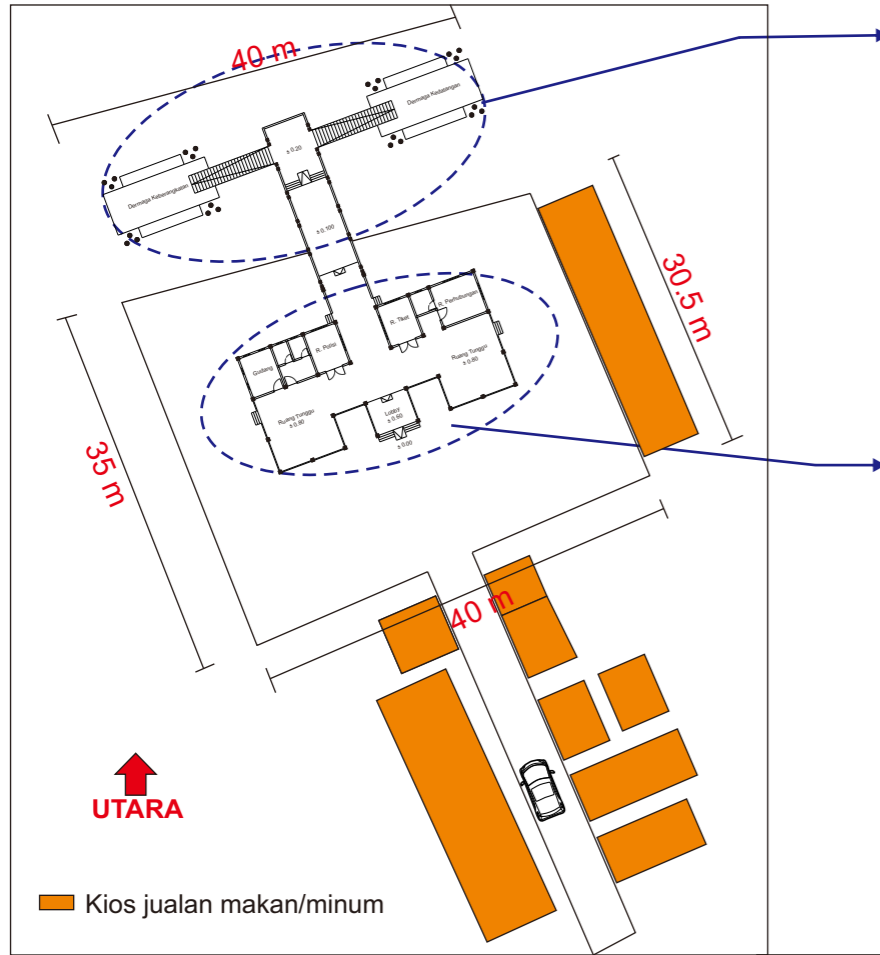 40 m
Dermaga Kedatangan
± 0.20
Dermaga Keberangkatan
± 0.100
30.5 m
R. Perhubungan
R. Tiket
R. Polisi
Gudang
Ruang Tunggu
± 0.80
Ruang Tunggu
± 0.80
Lobby
± 0.60
± 0.00
35 m
40 m
UTARA
Kios jualan makan/minum